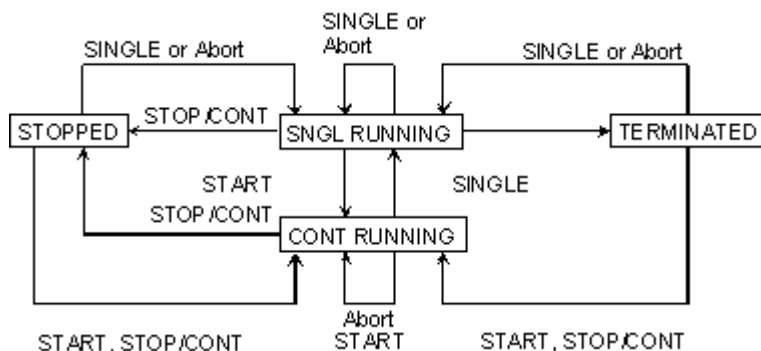 SINGLE or
Abort
SINGLE or Abort
SINGLE or Abort
STOPPED
STOP/CONT
SNGL RUNNING
TERMINATED
START
SINGLE
STOP/CONT
CONT RUNNING
Abort
START, STOP/CONT
START
START, STOP/CONT